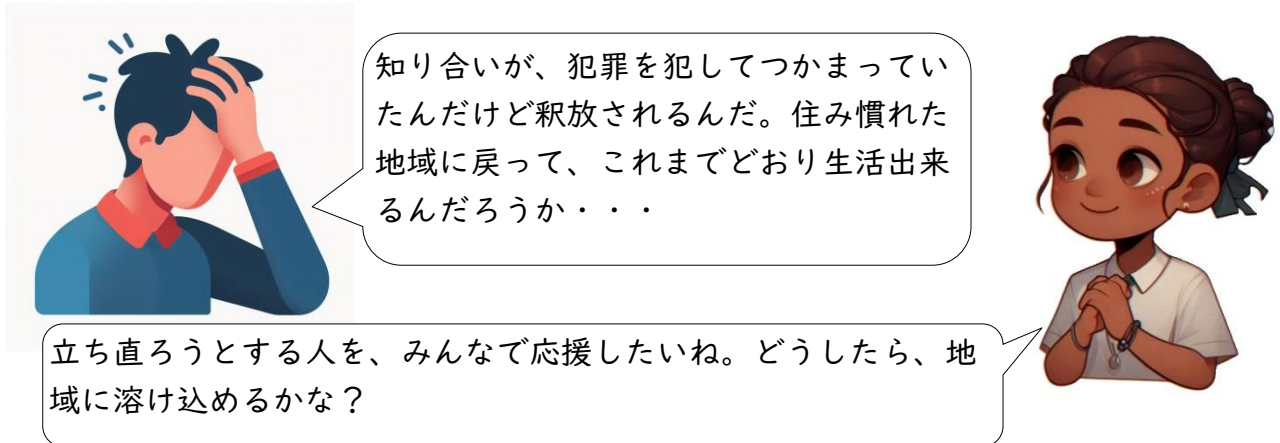 知り合いが、犯罪を犯してつかまってい
たんだけど釈放されるんだ。住み慣れた
地域に戻って、これまでどおり生活出来
るんだろうか・・・
立ち直ろうとする人を、みんなで応援したいね。どうしたら、地
域に溶け込めるかな？